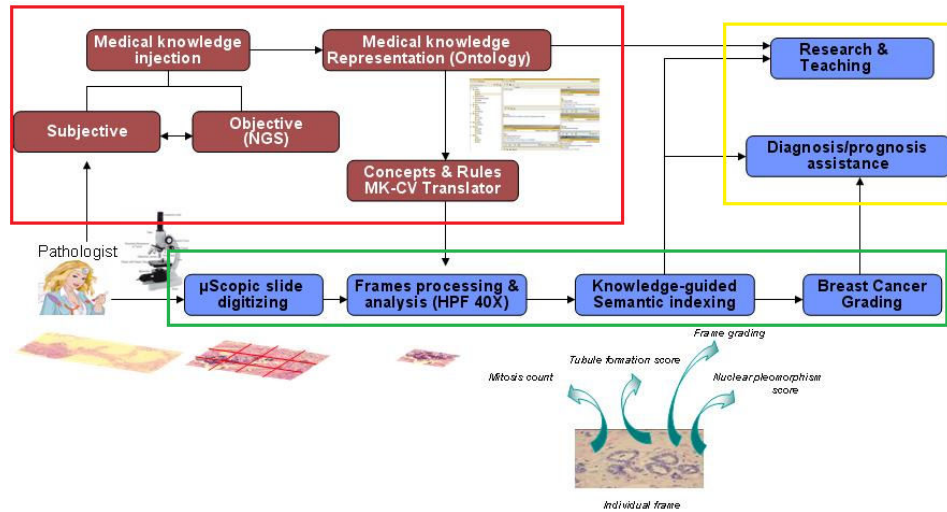 Medical knowledge
injection
Medical knowledge
Representation (Ontology)
Research &
Teaching
Subjective
Objective
(NGS)
Diagnosis/prognosis
assistance
Concepts & Rules
MK-CV Translator
Pathologist
µScopic slide
digitizing
Frames processing &
analysis (HPF 40X)
Knowledge-guided
Semantic indexing
Breast Cancer
Grading
Frame grading
Tubule formation score
Mitosis count
Nuclear pleomorphism
score
Individual frame